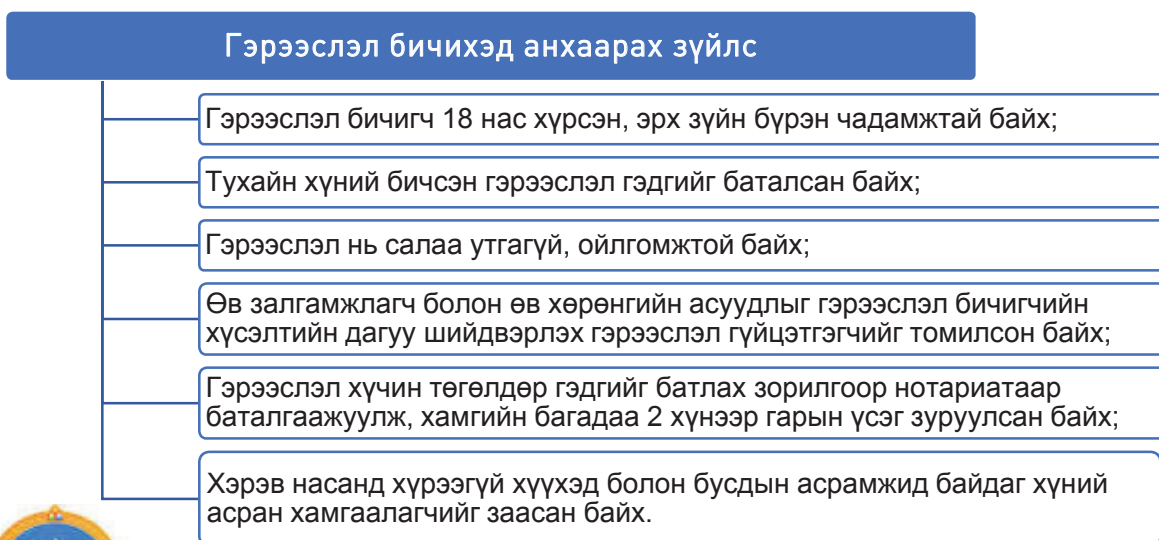 Гэрээслэл бичихэд анхаарах зүйлс
Гэрээслэл бичигч 18 нас хүрсэн, эрх зүйн бүрэн чадамжтай байх;
Тухайн хүний бичсэн гэрээслэл гэдгийг баталсан байх;
Гэрээслэл нь салаа утгагүй, ойлгомжтой байх;
Өв залгамжлагч болон өв хөрөнгийн асуудлыг гэрээслэл бичигчийн
хүсэлтийн дагуу шийдвэрлэх гэрээслэл гүйцэтгэгчийг томилсон байх;
Гэрээслэл хүчин төгөлдөр гэдгийг батлах зорилгоор нотариатаар
баталгаажуулж, хамгийн багадаа 2 хүнээр гарын үсэг зуруулсан байх;
Хэрэв насанд хүрээгүй хүүхэд болон бусдын асрамжид байдаг хүний
асран хамгаалагчийг заасан байх.